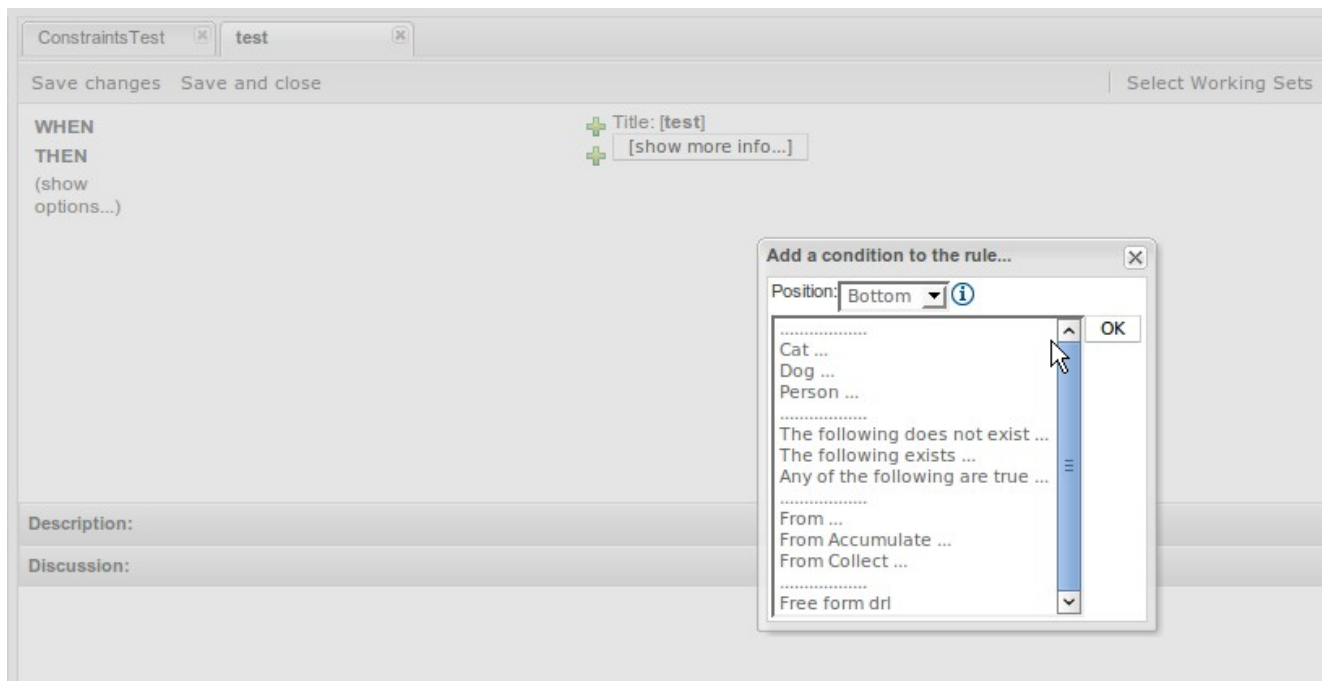 ConstraintsTest test
Save changes Save and close Select Working Sets
WHEN
Title: [test]
THEN
[show more info...]
(show
options...)
Add a condition to the rule...
Position: Bottom
OK
..................
Cat ...
Dog ...
Person ...
..................
The following does not exist ...
The following exists ...
Any of the following are true ...
..................
From ...
From Accumulate ...
From Collect ...
..................
Free form drl
Description:
Discussion: